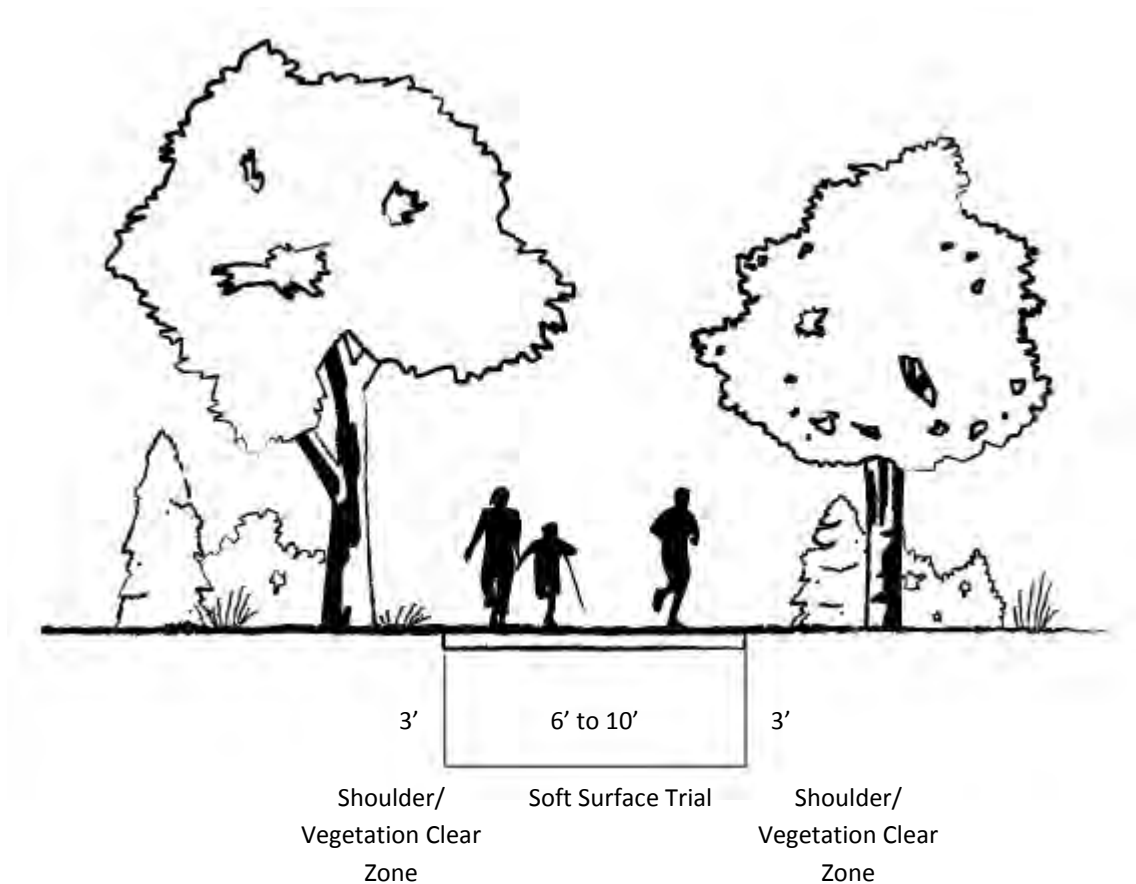 3’ 6’ to 10’ 3’
Shoulder/ Soft Surface Trial Shoulder/
Vegetation Clear Vegetation Clear
Zone Zone